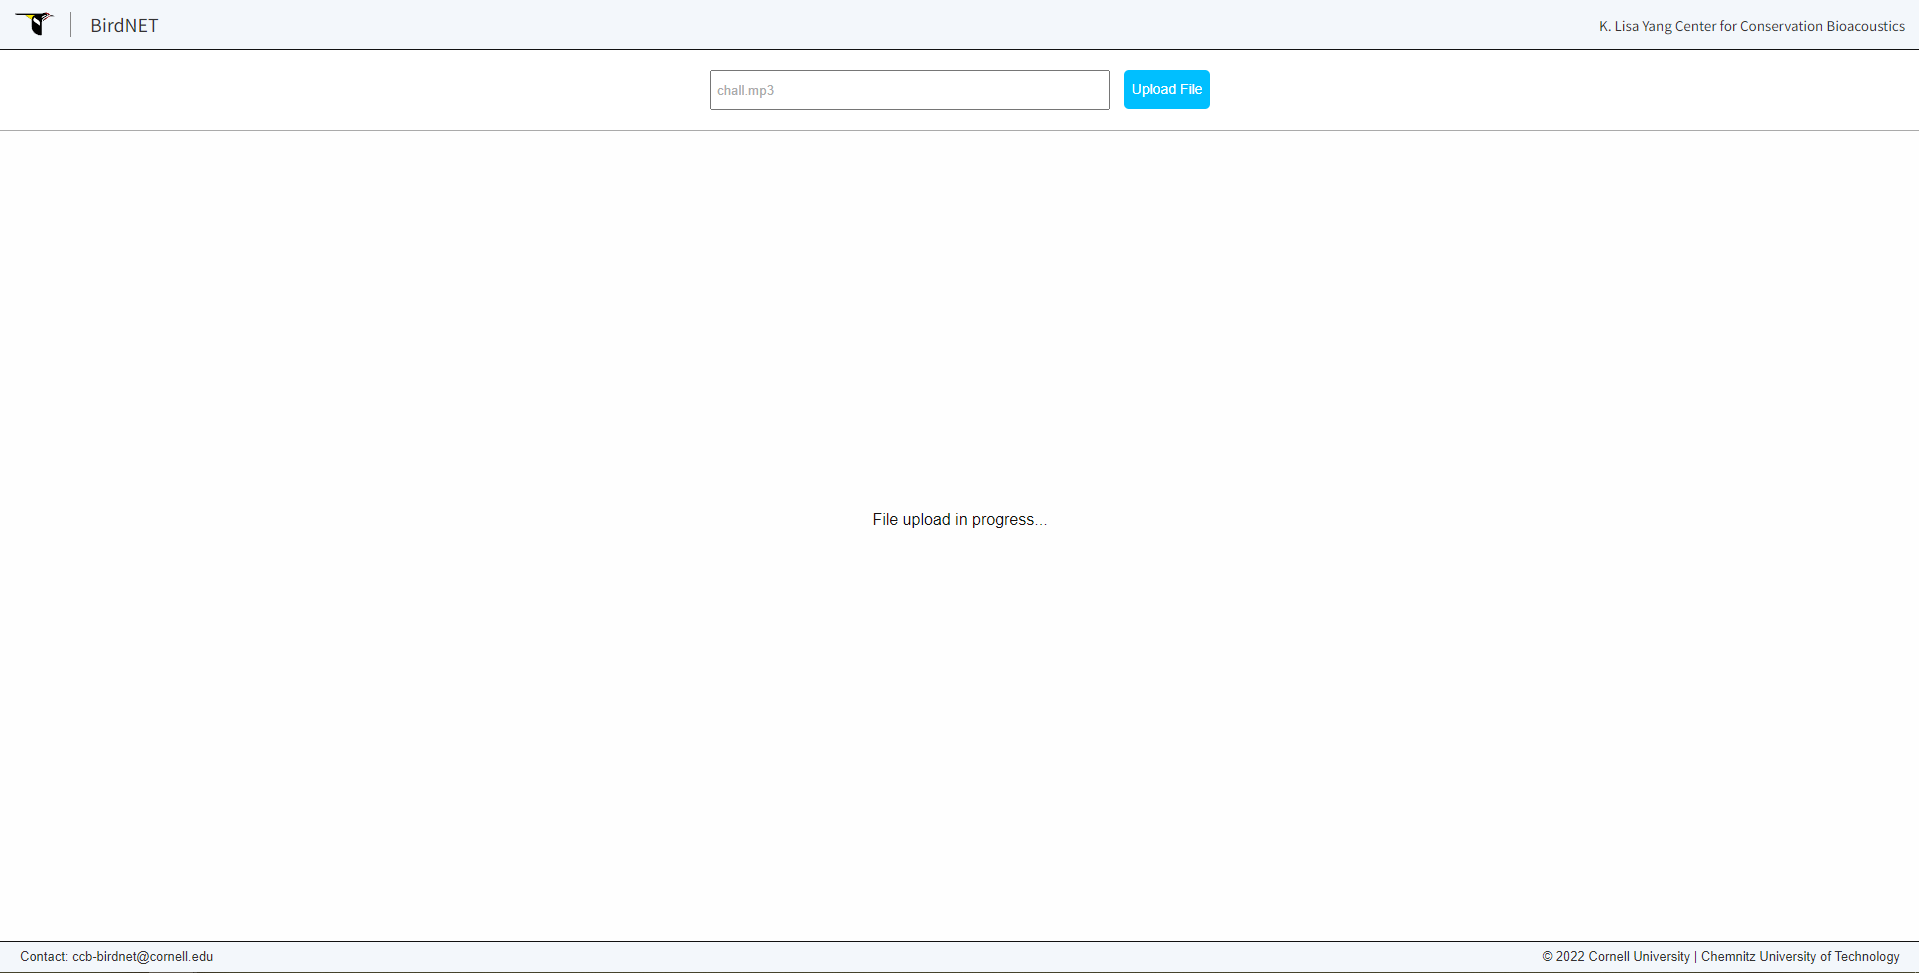 BirdNET
K. Lisa Yang Center for Conservation Bioacoustics
chall.mp3
Upload File
File upload in progress...
Contact: ccb-birdnet@cornell.edu
© 2022 Cornell University | Chemnitz University of Technology